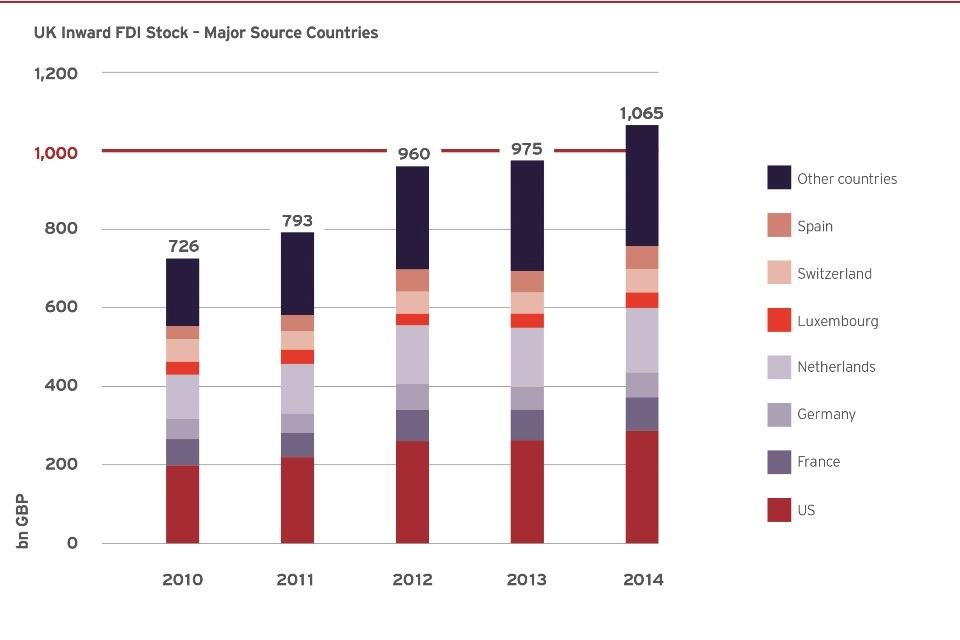 UK Inward FDI Stock – Major Source Countries
1,200
1,000
800
600
400
200
0
bn GBP
726
793
960
975
1,065
2010
2011
2012
2013
2014
Other countries
Spain
Switzerland
Luxembourg
Netherlands
Germany
France
US